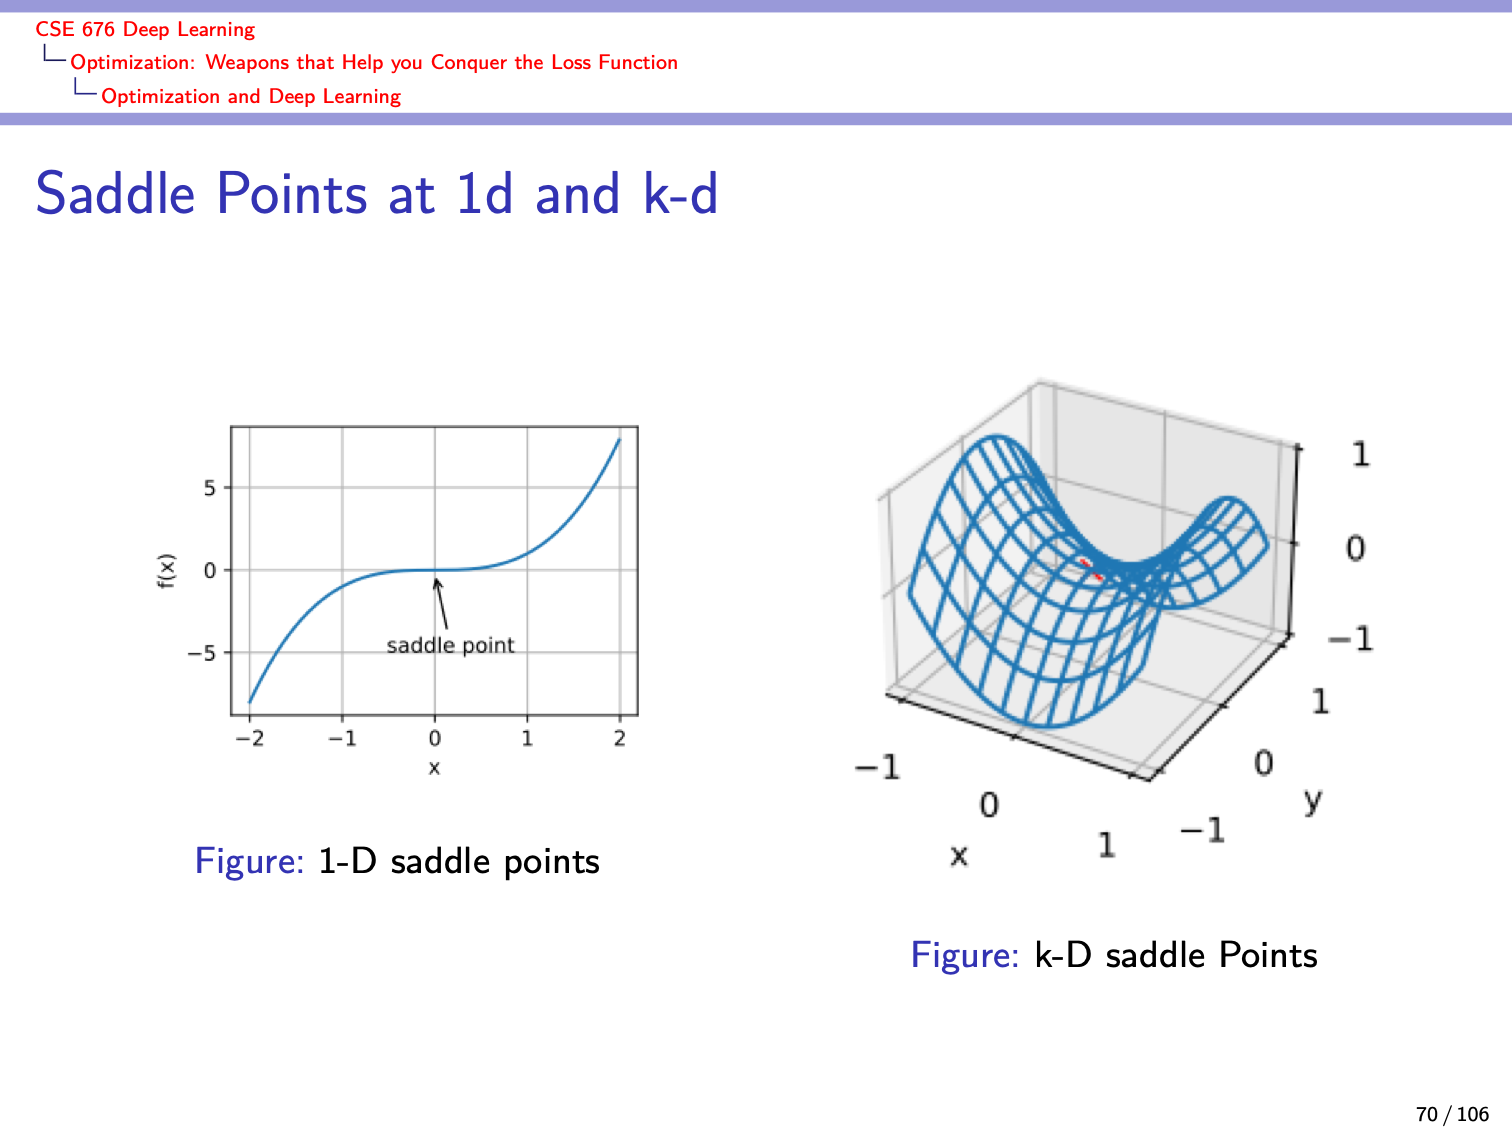 CSE 676 Deep Learning
Optimization: Weapons that Help you Conquer the Loss Function
Optimization and Deep Learning
Saddle Points at 1d and k-d
5
0
−5
f(x)
saddle point
−2 −1 0 1 2
x
Figure: 1-D saddle points
1
0
−1
1
0
−1
y
−1
0
1
x
Figure: k-D saddle Points
70 / 106